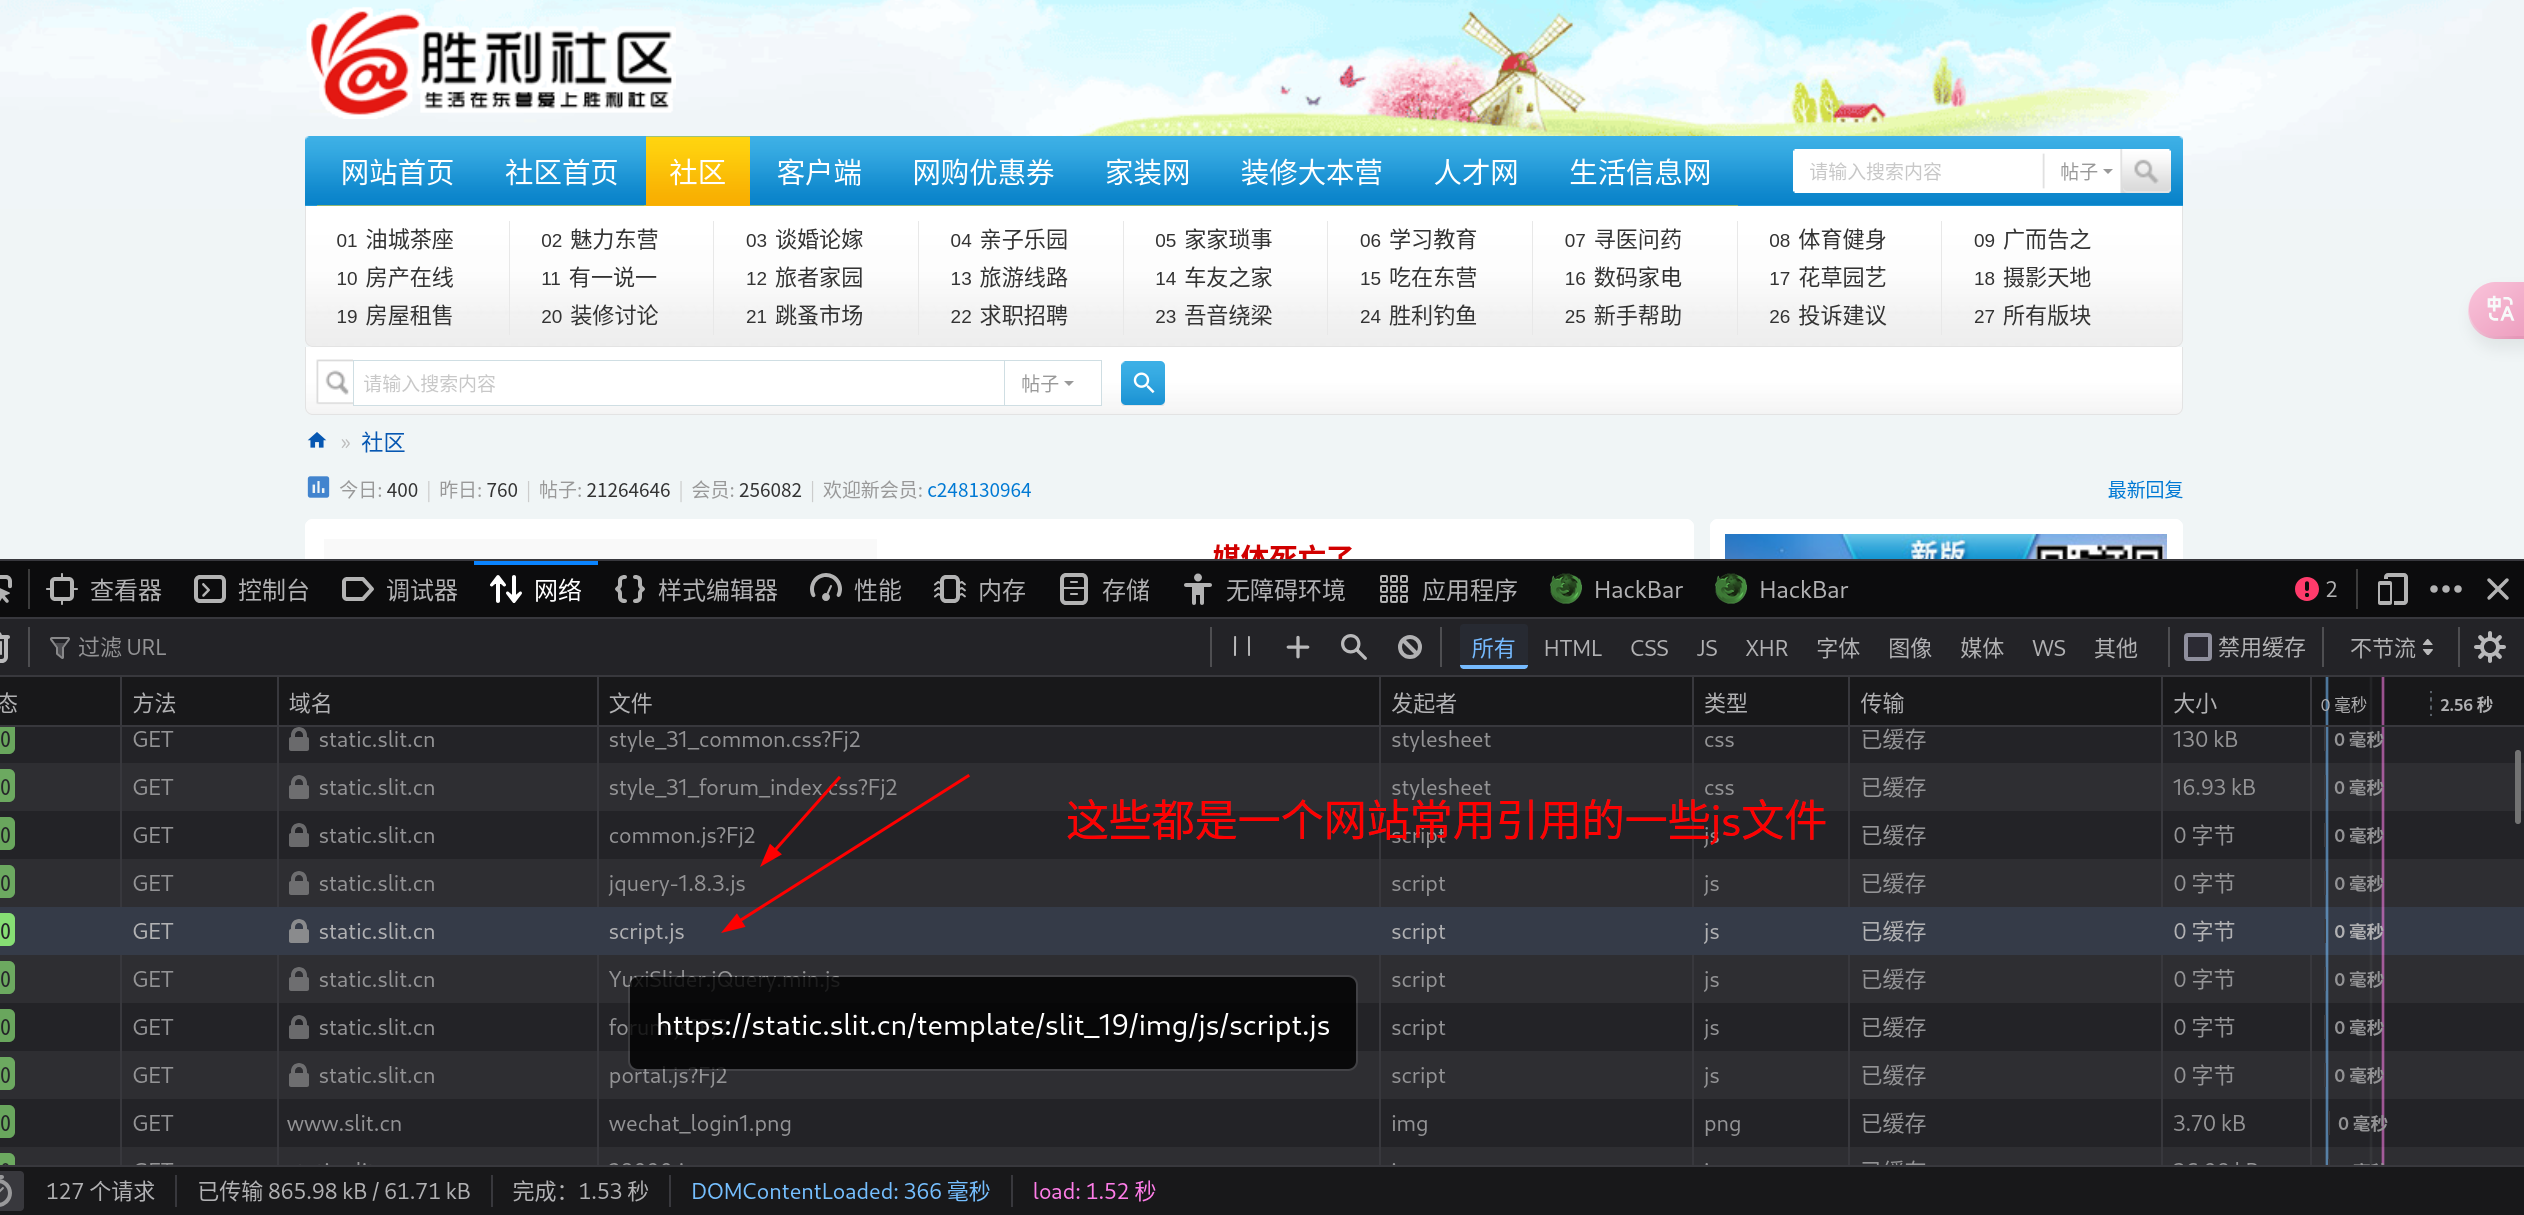 胜利社区
生活在东营爱上胜利社区
网站首页 社区首页 社区 客户端 网购优惠券 家装网 装修大本营 人才网 生活信息网 请输入搜索内容 帖子
01 油城茶座 02 魅力东营 03 谈婚论嫁 04 亲子乐园 05 家家琐事 06 学习教育 07 寻医问药 08 体育健身 09 广而告之
10 房产在线 11 有一说一 12 旅者家园 13 旅游线路 14 车友之家 15 吃在东营 16 数码家电 17 花草园艺 18 摄影天地
19 房屋租售 20 装修讨论 21 跳蚤市场 22 求职招聘 23 吾音绕梁 24 胜利钓鱼 25 新手帮助 26 投诉建议 27 所有版块
请输入搜索内容 帖子
» 社区
今日: 400 | 昨日: 760 | 帖子: 21264646 | 会员: 256082 | 欢迎新会员: c248130964 最新回复
媒体死亡了 新版
查看器 控制台 调试器 网络 样式编辑器 性能 内存 存储 无障碍环境 应用程序 HackBar HackBar 2
过滤 URL 所有 HTML CSS JS XHR 字体 图像 媒体 WS 其他 禁用缓存 不节流
态 方法 域名 文件 发起者 类型 传输 大小 0 毫秒 2.56 秒
0 GET static.slit.cn style_31_common.css?Fj2 stylesheet css 已缓存 130 kB 0 毫秒
0 GET static.slit.cn style_31_forum_index.css?Fj2 stylesheet css 已缓存 16.93 kB 0 毫秒
这些都是一个网站常用引用的一些js文件
0 GET static.slit.cn common.js?Fj2 script js 已缓存 0 字节 0 毫秒
0 GET static.slit.cn jquery-1.8.3.js script js 已缓存 0 字节 0 毫秒
0 GET static.slit.cn script.js script js 已缓存 0 字节 0 毫秒
0 GET static.slit.cn YuxiSlider.jQuery.min.js script js 已缓存 0 字节 0 毫秒
0 GET static.slit.cn script js 已缓存 0 字节 0 毫秒
https://static.slit.cn/template/slit_19/img/js/script.js
0 GET static.slit.cn portal.js?Fj2 script js 已缓存 0 字节 0 毫秒
0 GET www.slit.cn wechat_login1.png img png 已缓存 3.70 kB 0 毫秒
127 个请求 已传输 865.98 kB / 61.71 kB 完成：1.53 秒 DOMContentLoaded: 366 毫秒 load: 1.52 秒